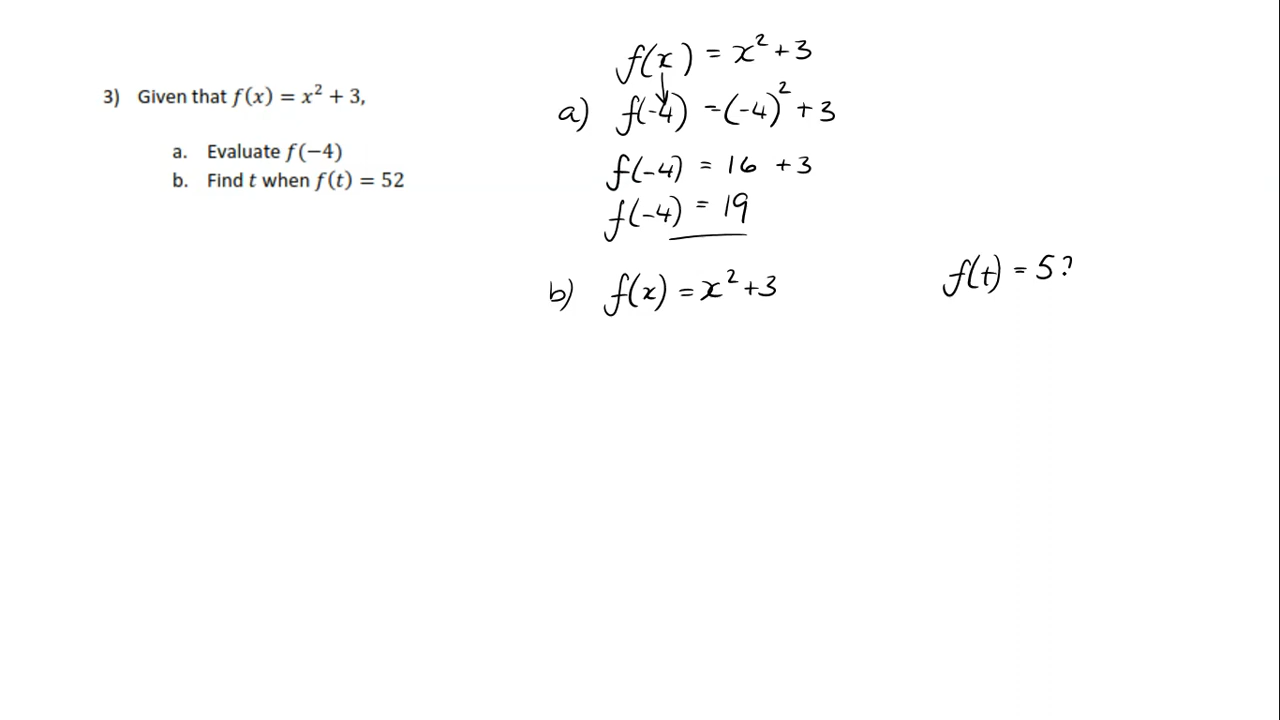 3) Given that f(x) = x² + 3,
a. Evaluate f(−4)
b. Find t when f(t) = 52
f(x) = x² + 3
a) f(-4) = (-4)² + 3
f(-4) = 16 + 3
f(-4) = 19
b) f(x) = x² + 3
f(t) = 5?